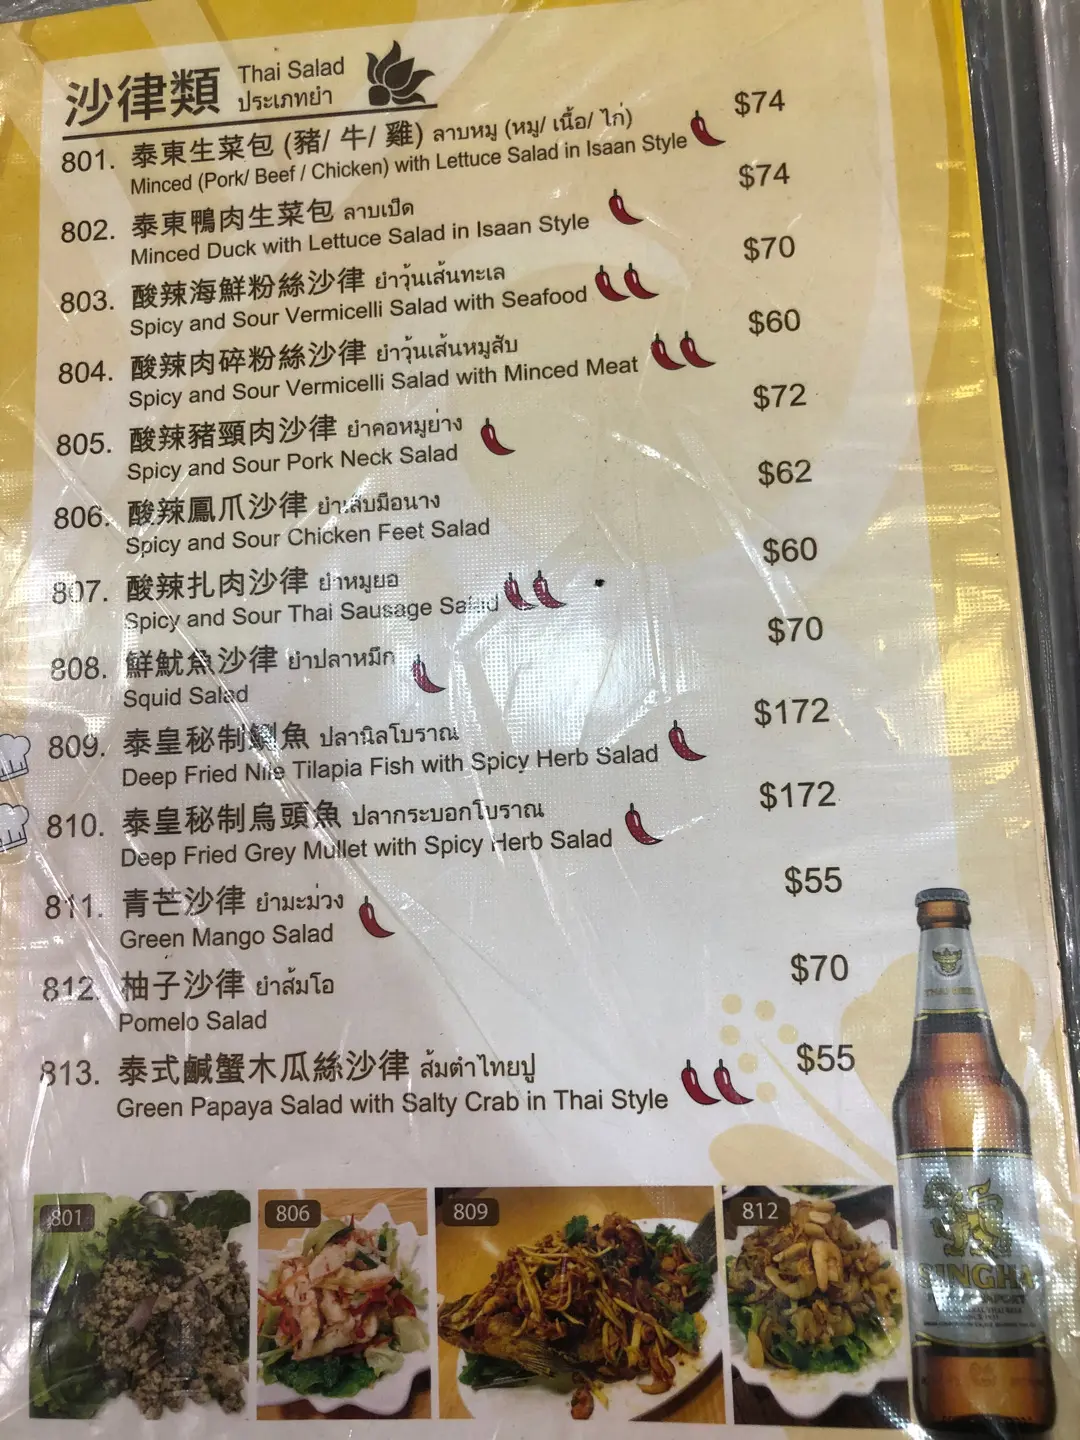 沙律類 Thai Salad
ประเภทยำ
801. 泰東生菜包 (豬/ 牛/ 雞) ลาบหมู (หมู/ เนื้อ/ ไก่) $74
Minced (Pork/ Beef / Chicken) with Lettuce Salad in Isaan Style
802. 泰東鴨肉生菜包 ลาบเป็ด $74
Minced Duck with Lettuce Salad in Isaan Style
803. 酸辣海鮮粉絲沙律 ยำวุ้นเส้นทะเล $70
Spicy and Sour Vermicelli Salad with Seafood
804. 酸辣肉碎粉絲沙律 ยำวุ้นเส้นหมูสับ $60
Spicy and Sour Vermicelli Salad with Minced Meat
805. 酸辣豬頸肉沙律 ยำคอหมูย่าง $72
Spicy and Sour Pork Neck Salad
806. 酸辣鳳爪沙律 ยำเล็บมือนาง $62
Spicy and Sour Chicken Feet Salad
807. 酸辣扎肉沙律 ยำหมูยอ $60
Spicy and Sour Thai Sausage Salad
808. 鮮魷魚沙律 ยำปลาหมึก $70
Squid Salad
809. 泰皇秘制鯛魚 ปลานิลโบราณ $172
Deep Fried Nile Tilapia Fish with Spicy Herb Salad
810. 泰皇秘制烏頭魚 ปลากระบอกโบราณ $172
Deep Fried Grey Mullet with Spicy Herb Salad
811. 青芒沙律 ยำมะม่วง $55
Green Mango Salad
812. 柚子沙律 ยำส้มโอ $70
Pomelo Salad
813. 泰式鹹蟹木瓜絲沙律 ส้มตำไทยปู $55
Green Papaya Salad with Salty Crab in Thai Style
801
806
809
812
THAI BEER
SINGHA